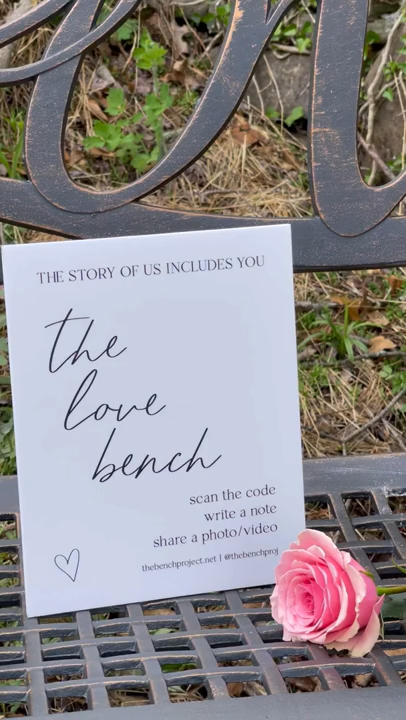 THE STORY OF US INCLUDES YOU
the
love
bench
scan the code
write a note
share a photo/video
thebenchproject.net | @thebenchproj